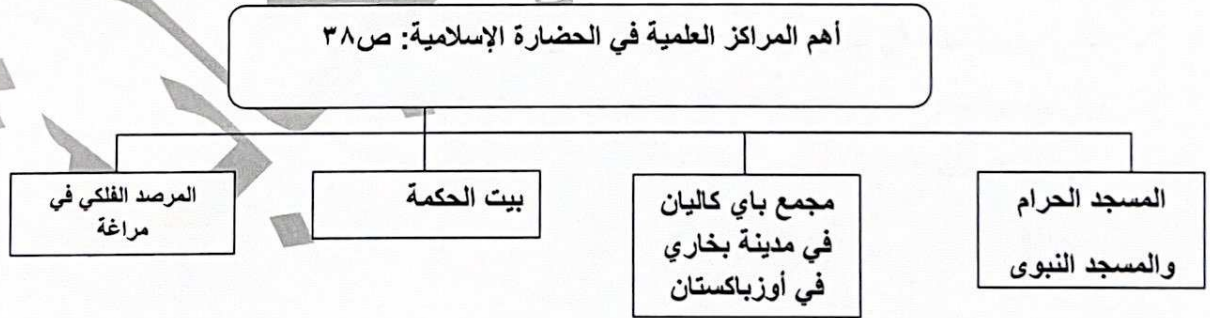 أهم المراكز العلمية في الحضارة الإسلامية: ص٣٨
المسجد الحرام
والمسجد النبوى
مجمع باي كاليان
في مدينة بخاري
في أوزباكستان
بيت الحكمة
المرصد الفلكي في
مراغة